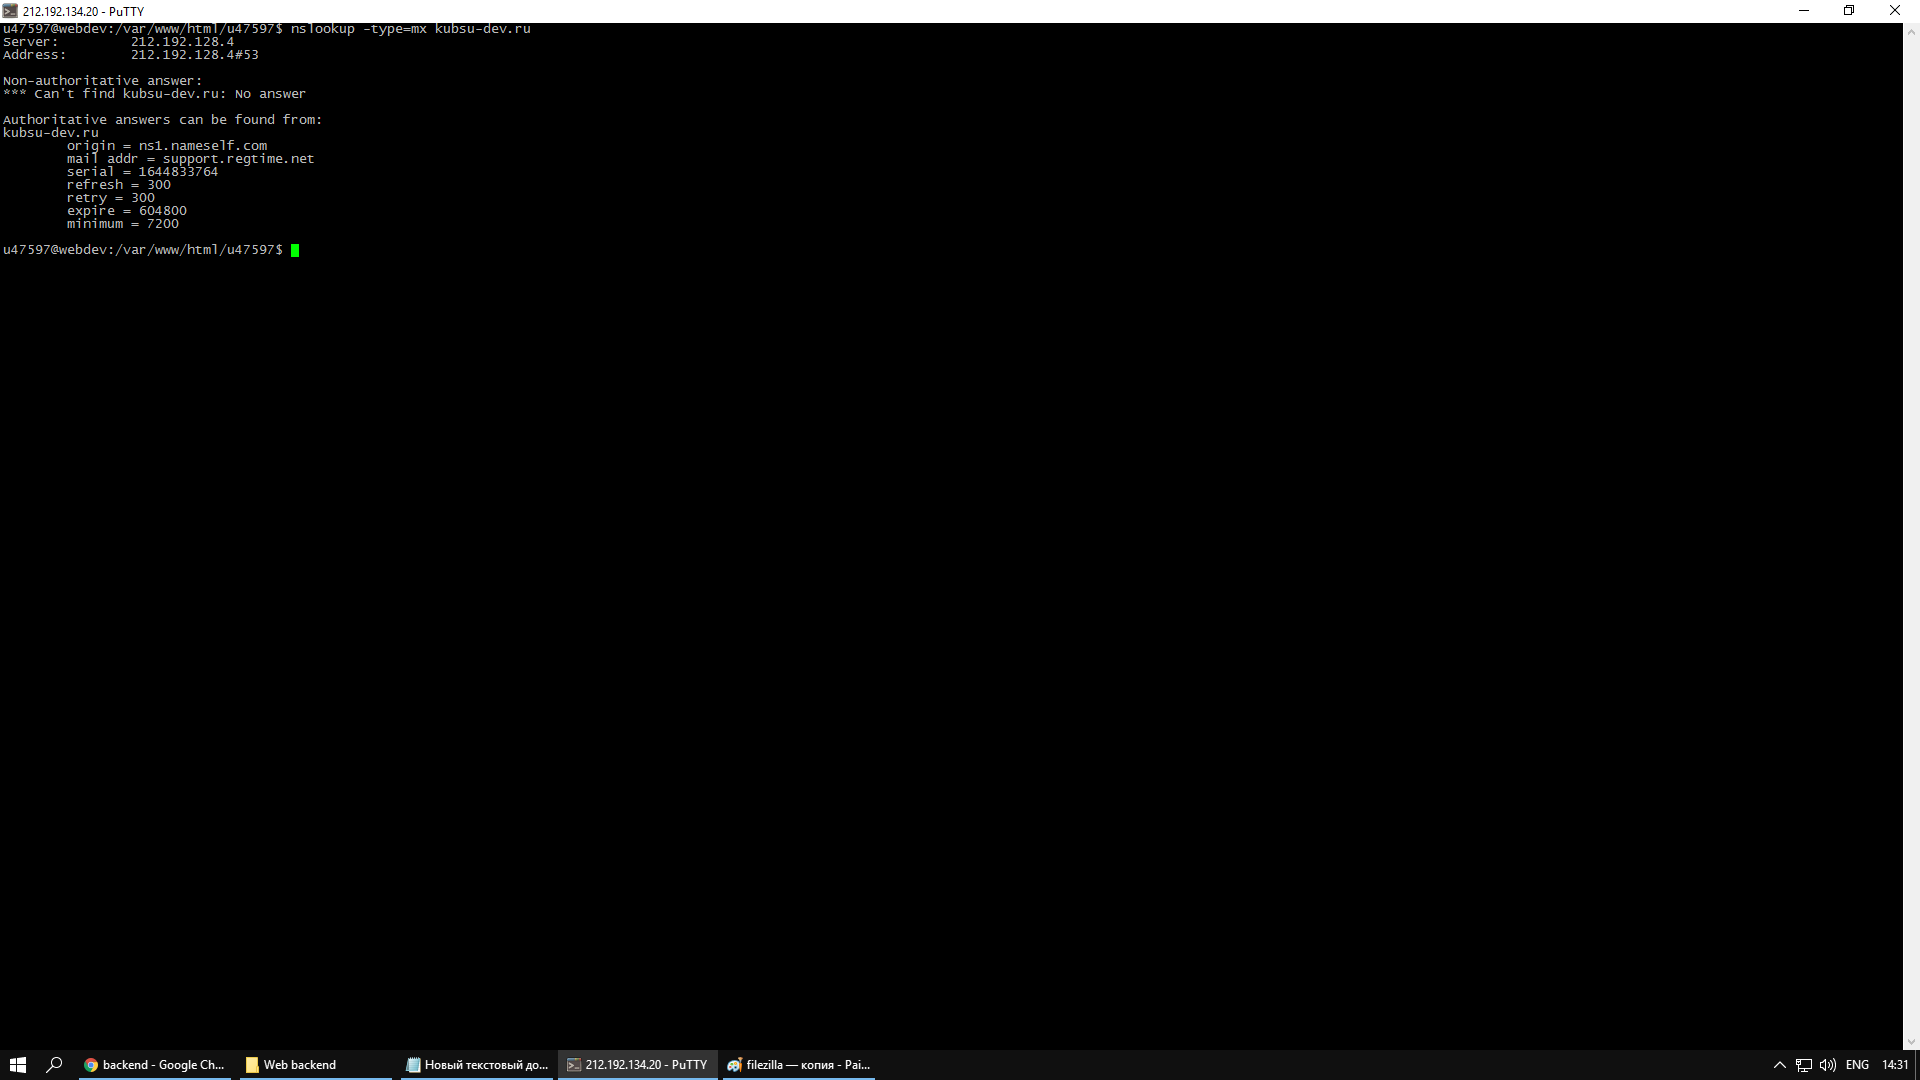 212.192.134.20 - PuTTY
u47597@webdev:/var/www/html/u47597$ nslookup -type=mx kubsu-dev.ru
Server:         212.192.128.4
Address:        212.192.128.4#53
Non-authoritative answer:
*** Can't find kubsu-dev.ru: No answer
Authoritative answers can be found from:
kubsu-dev.ru
        origin = ns1.nameself.com
        mail addr = support.regtime.net
        serial = 1644833764
        refresh = 300
        retry = 300
        expire = 604800
        minimum = 7200
u47597@webdev:/var/www/html/u47597$
backend - Google Ch... Web backend Новый текстовый до... 212.192.134.20 - PuTTY filezilla — копия - Pai... ENG 14:31